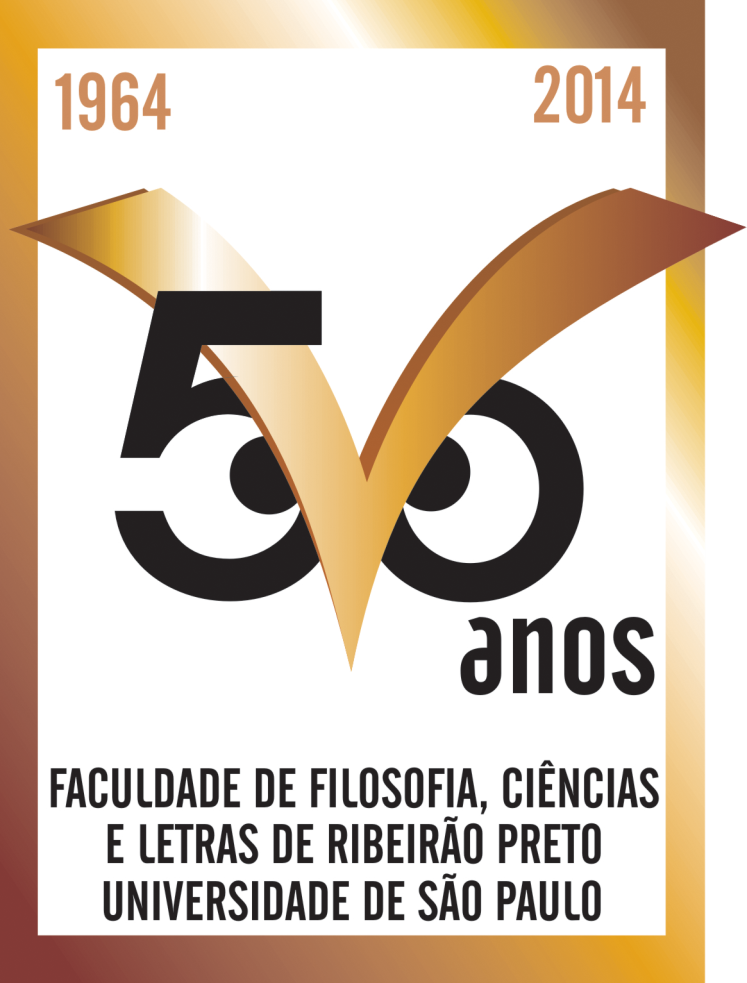 1964
2014
50
anos
FACULDADE DE FILOSOFIA, CIÊNCIAS
E LETRAS DE RIBEIRÃO PRETO
UNIVERSIDADE DE SÃO PAULO